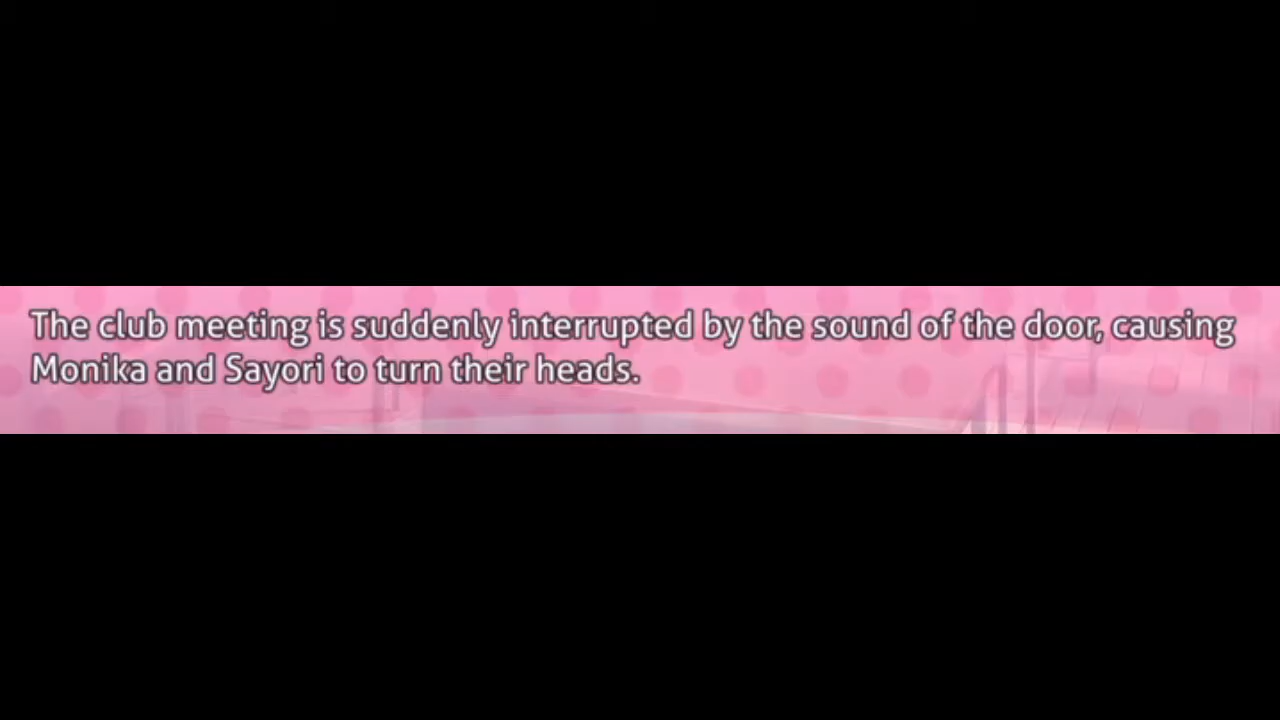 The club meeting is suddenly interrupted by the sound of the door, causing
Monika and Sayori to turn their heads.